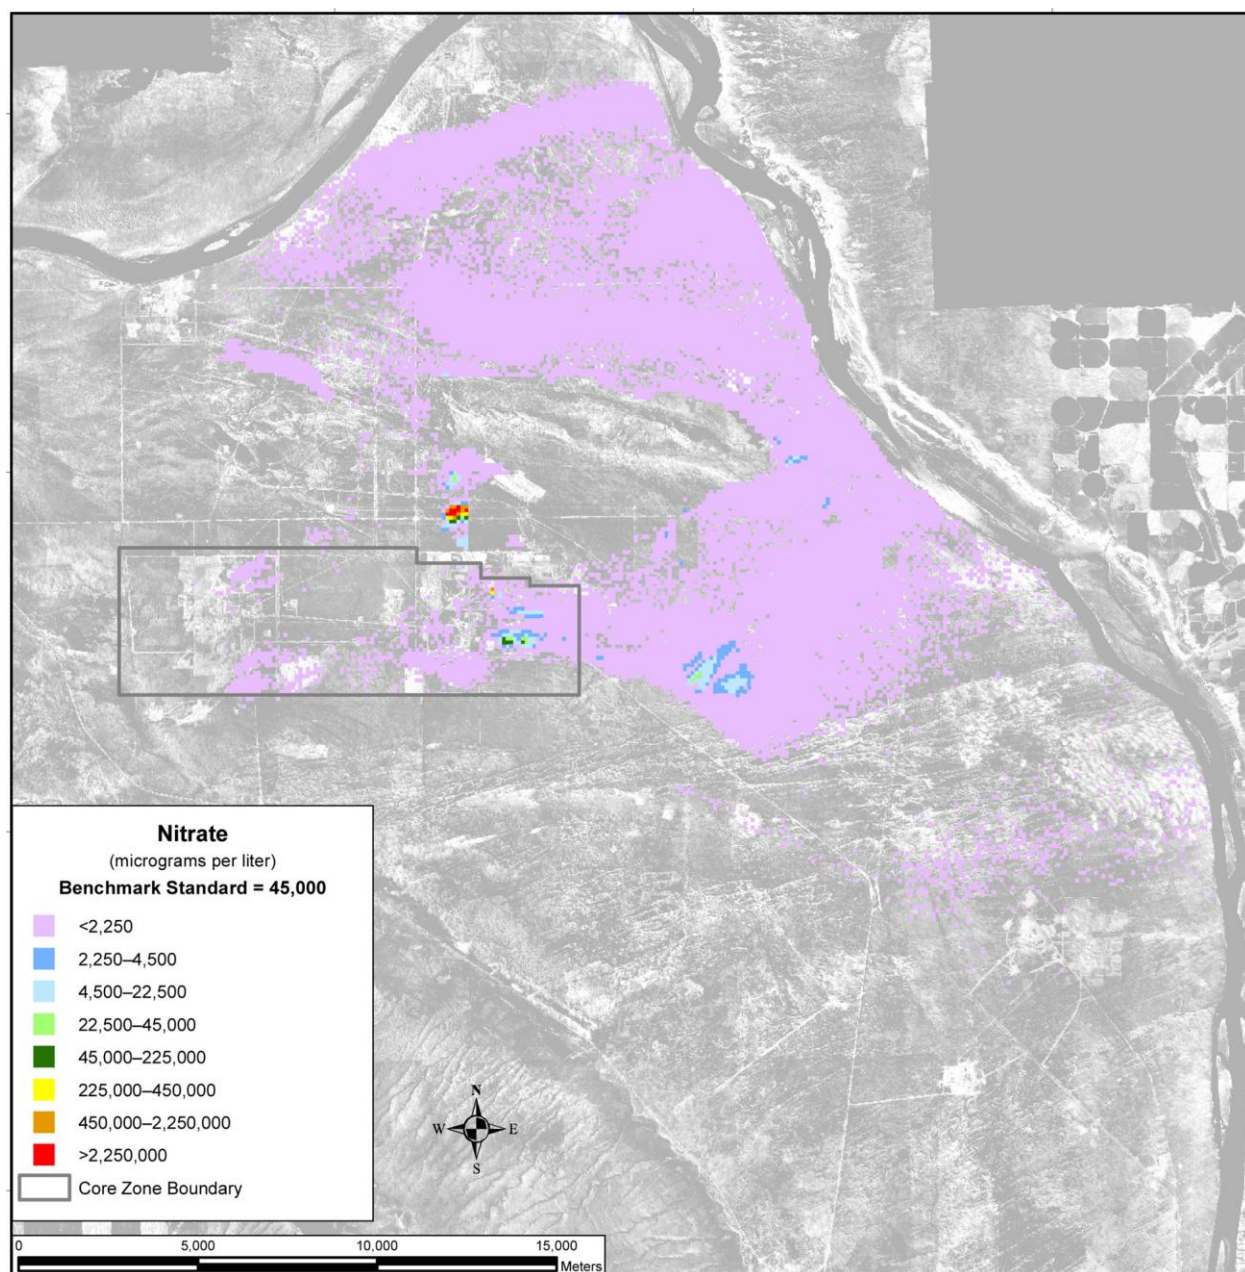 Nitrate
(micrograms per liter)
Benchmark Standard = 45,000
<2,250
2,250–4,500
4,500–22,500
22,500–45,000
45,000–225,000
225,000–450,000
450,000–2,250,000
>2,250,000
Core Zone Boundary
N
W E
S
0 5,000 10,000 15,000
Meters